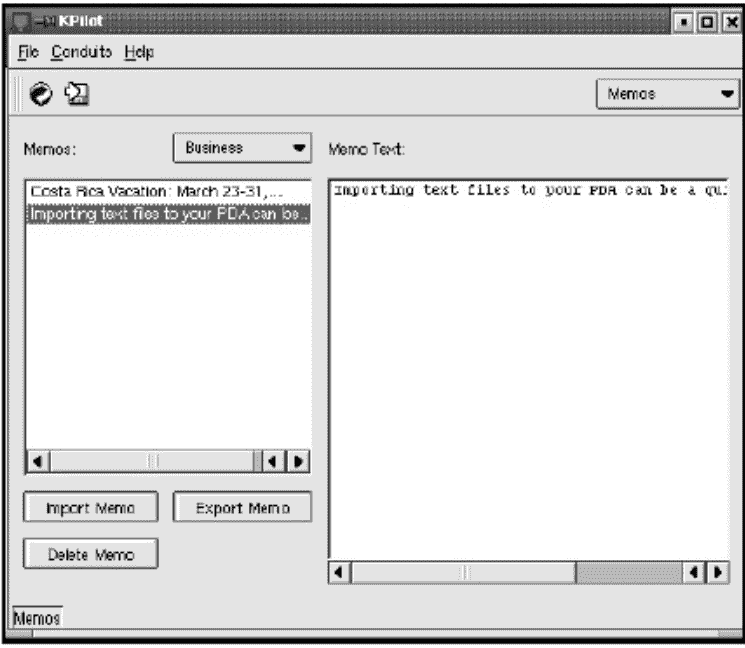 KPilot
File Conduits Help
Memos
Memos: Business Memo Text:
Costa Rica Vacation: March 23-31,...
Importing text files to your PDA can be...
Importing text files to your PDA can be a qu
Import Memo Export Memo
Delete Memo
Memos